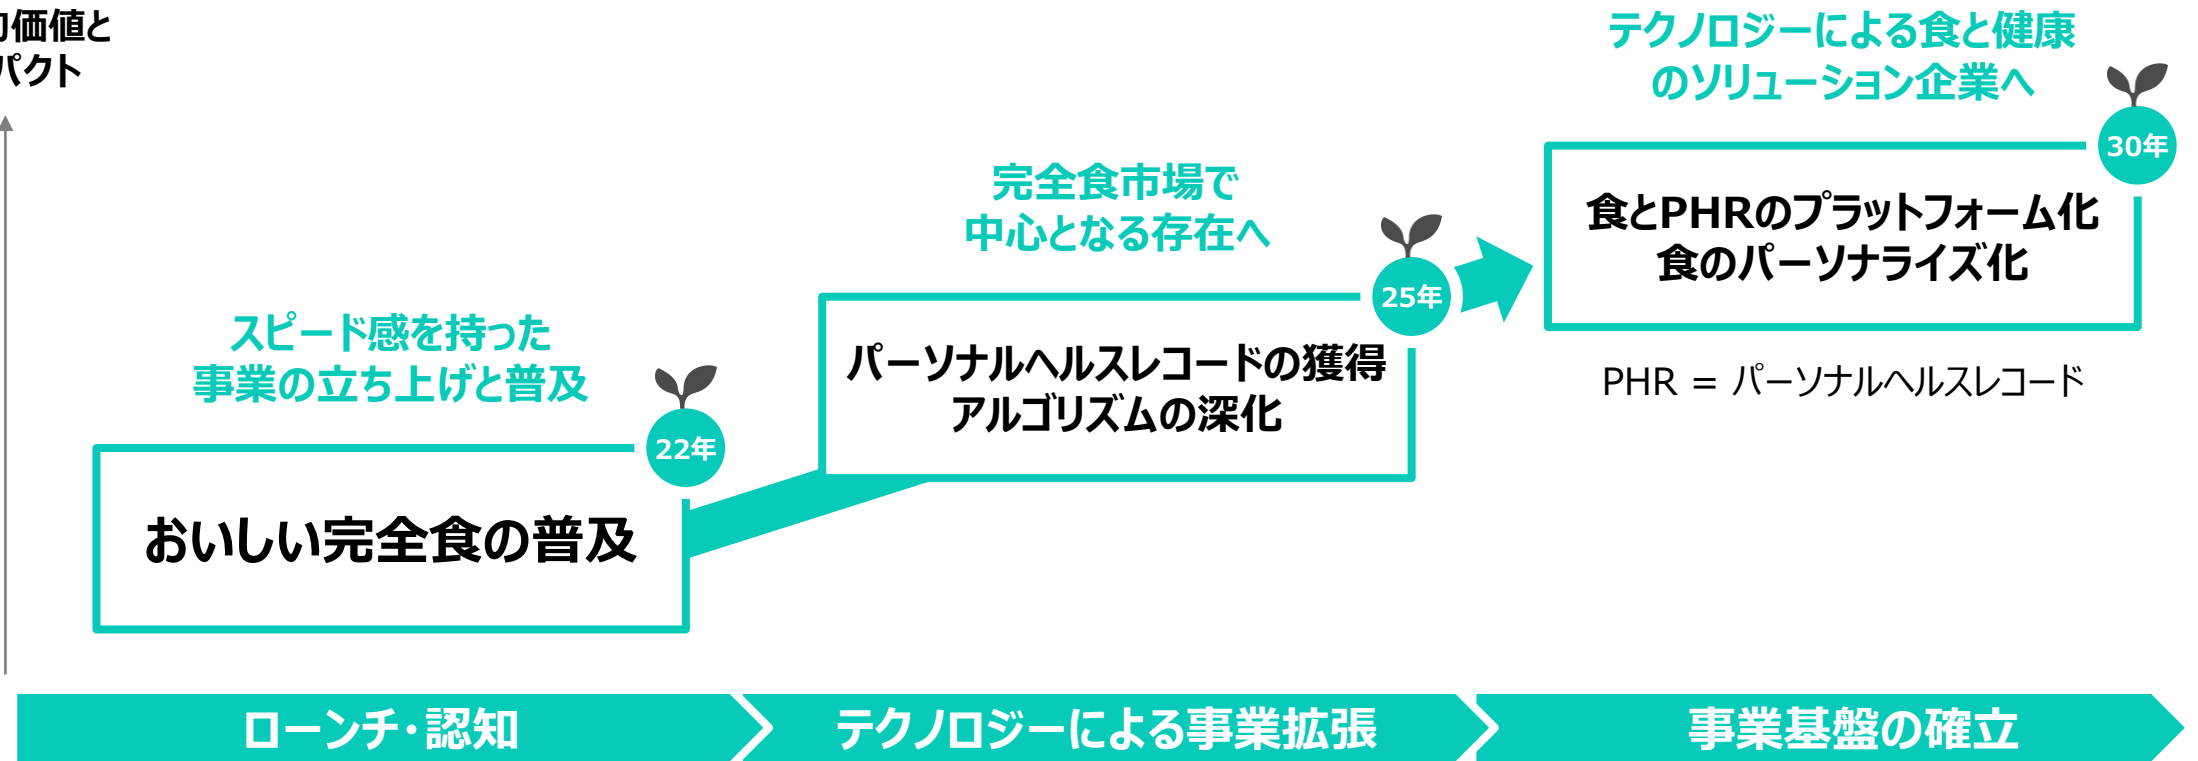 価値と
パクト
テクノロジーによる食と健康
のソリューション企業へ
30年
食とPHRのプラットフォーム化
食のパーソナライズ化
PHR = パーソナルヘルスレコード
完全食市場で
中心となる存在へ
25年
パーソナルヘルスレコードの獲得
アルゴリズムの深化
スピード感を持った
事業の立ち上げと普及
22年
おいしい完全食の普及
ローンチ・認知
テクノロジーによる事業拡張
事業基盤の確立